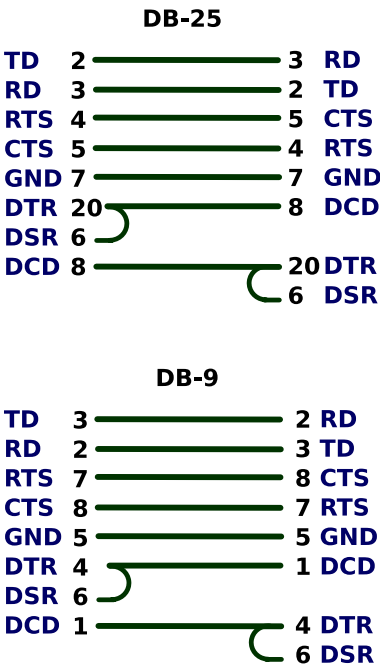 DB-25
TD 2 3 RD
RD 3 2 TD
RTS 4 5 CTS
CTS 5 4 RTS
GND 7 7 GND
DTR 20 8 DCD
DSR 6
DCD 8 20 DTR
6 DSR
DB-9
TD 3 2 RD
RD 2 3 TD
RTS 7 8 CTS
CTS 8 7 RTS
GND 5 5 GND
DTR 4 1 DCD
DSR 6
DCD 1 4 DTR
6 DSR